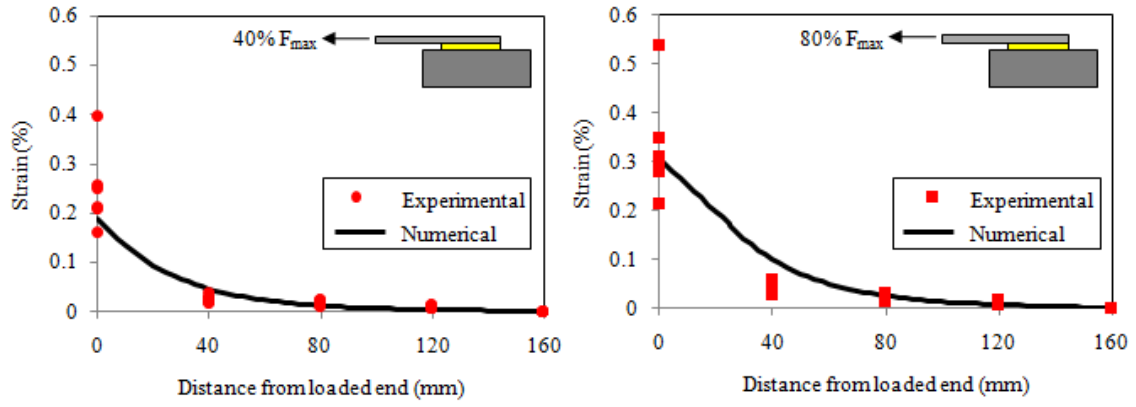 0.6
0.5
0.4
0.3
0.2
0.1
0
Strain (%)
40% Fmax
Experimental
Numerical
0 40 80 120 160
Distance from loaded end (mm)
0.6
0.5
0.4
0.3
0.2
0.1
0
Strain (%)
80% Fmax
Experimental
Numerical
0 40 80 120 160
Distance from loaded end (mm)